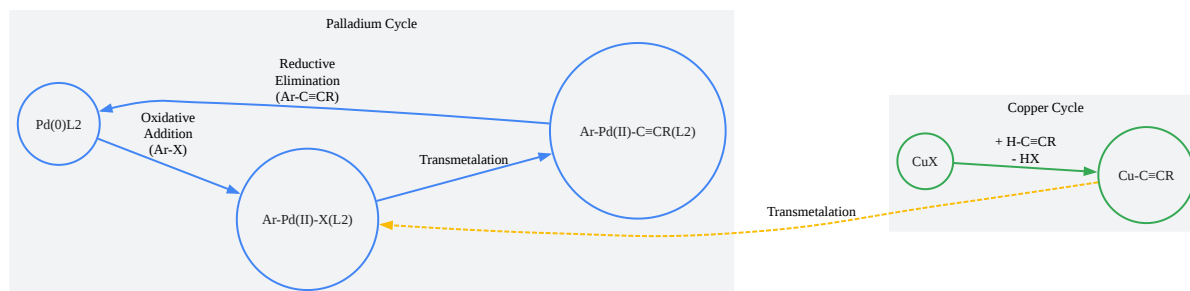 Palladium Cycle
Reductive
Elimination
(Ar-C≡CR)
Pd(0)L2
Oxidative
Addition
(Ar-X)
Ar-Pd(II)-C≡CR(L2)
Transmetalation
Ar-Pd(II)-X(L2)
Transmetalation
Copper Cycle
CuX
+ H-C≡CR
- HX
Cu-C≡CR